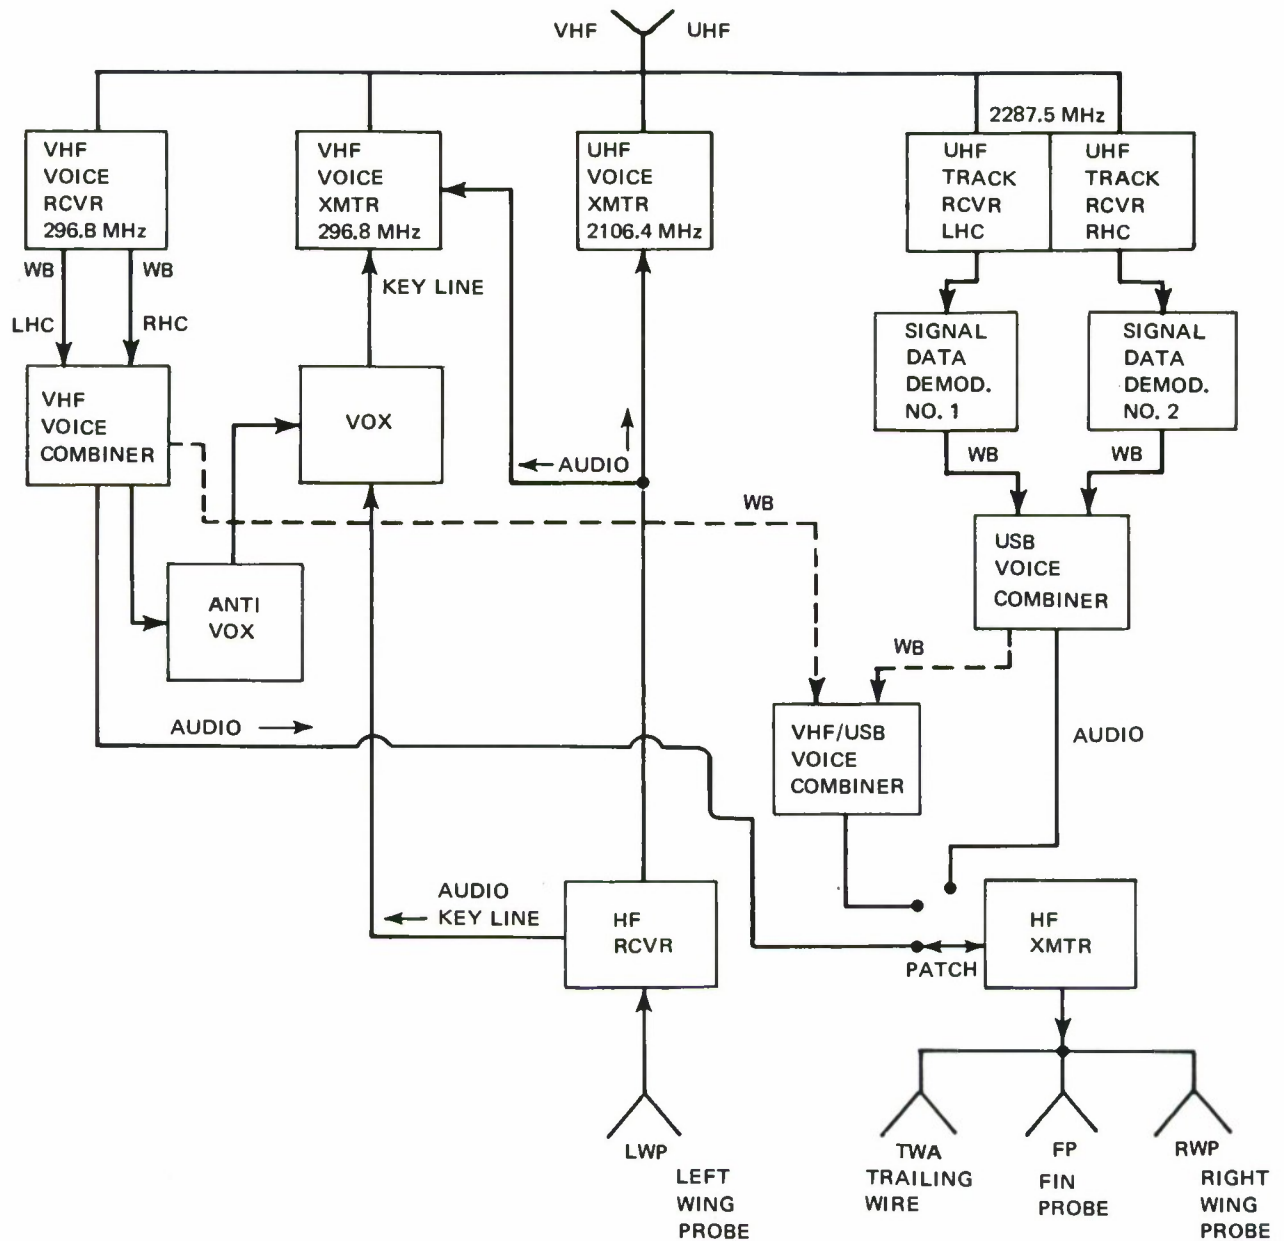 VHF
UHF
2287.5 MHz
VHF
VOICE
RCVR
296.B MHz
VHF
VOICE
XMTR
296.8 MHz
UHF
VOICE
XMTR
2106.4 MHz
UHF
TRACK
RCVR
LHC
UHF
TRACK
RCVR
RHC
WB
WB
KEY LINE
LHC
RHC
SIGNAL
DATA
DEMOD.
NO. 1
SIGNAL
DATA
DEMOD.
NO. 2
VHF
VOICE
COMBINER
VOX
AUDIO
WB
WB
WB
USB
VOICE
COMBINER
ANTI
VOX
WB
AUDIO
VHF/USB
VOICE
COMBINER
AUDIO
AUDIO
KEY LINE
HF
RCVR
HF
XMTR
PATCH
LWP
LEFT
WING
PROBE
TWA
TRAILING
WIRE
FP
FIN
PROBE
RWP
RIGHT
WING
PROBE